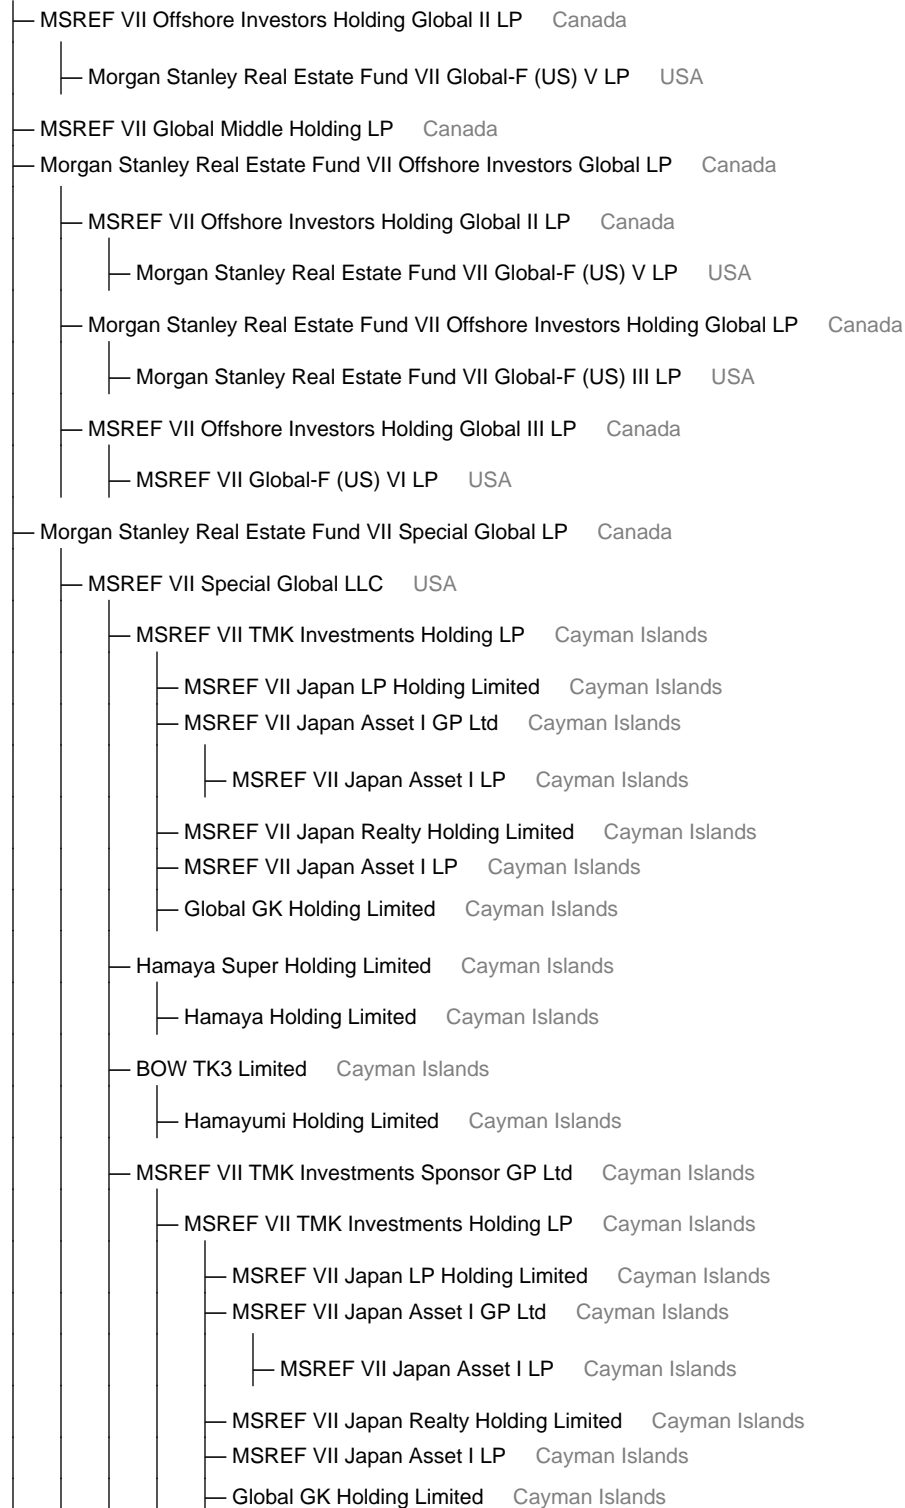 MSREF VII Offshore Investors Holding Global II LP Canada
Morgan Stanley Real Estate Fund VII Global-F (US) V LP USA
MSREF VII Global Middle Holding LP Canada
Morgan Stanley Real Estate Fund VII Offshore Investors Global LP Canada
MSREF VII Offshore Investors Holding Global II LP Canada
Morgan Stanley Real Estate Fund VII Global-F (US) V LP USA
Morgan Stanley Real Estate Fund VII Offshore Investors Holding Global LP Canada
Morgan Stanley Real Estate Fund VII Global-F (US) III LP USA
MSREF VII Offshore Investors Holding Global III LP Canada
MSREF VII Global-F (US) VI LP USA
Morgan Stanley Real Estate Fund VII Special Global LP Canada
MSREF VII Special Global LLC USA
MSREF VII TMK Investments Holding LP Cayman Islands
MSREF VII Japan LP Holding Limited Cayman Islands
MSREF VII Japan Asset I GP Ltd Cayman Islands
MSREF VII Japan Asset I LP Cayman Islands
MSREF VII Japan Realty Holding Limited Cayman Islands
MSREF VII Japan Asset I LP Cayman Islands
Global GK Holding Limited Cayman Islands
Hamaya Super Holding Limited Cayman Islands
Hamaya Holding Limited Cayman Islands
BOW TK3 Limited Cayman Islands
Hamayumi Holding Limited Cayman Islands
MSREF VII TMK Investments Sponsor GP Ltd Cayman Islands
MSREF VII TMK Investments Holding LP Cayman Islands
MSREF VII Japan LP Holding Limited Cayman Islands
MSREF VII Japan Asset I GP Ltd Cayman Islands
MSREF VII Japan Asset I LP Cayman Islands
MSREF VII Japan Realty Holding Limited Cayman Islands
MSREF VII Japan Asset I LP Cayman Islands
Global GK Holding Limited Cayman Islands